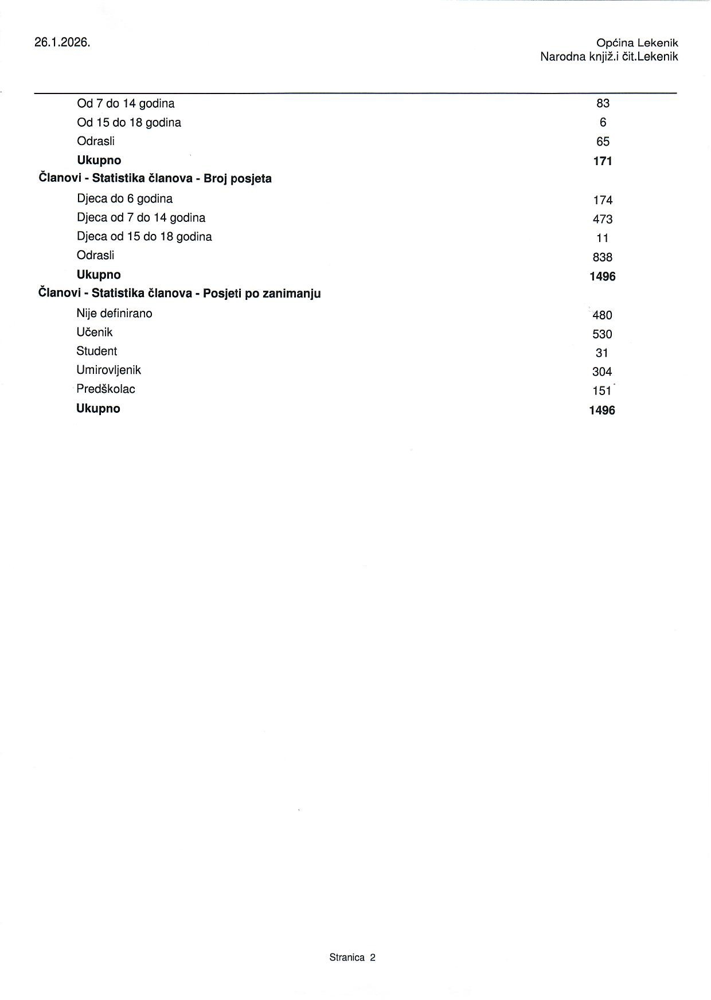 26.1.2026.
Općina Lekenik
Narodna knjiž.i čit.Lekenik
Od 7 do 14 godina 83
Od 15 do 18 godina 6
Odrasli 65
Ukupno 171
Članovi - Statistika članova - Broj posjeta
Djeca do 6 godina 174
Djeca od 7 do 14 godina 473
Djeca od 15 do 18 godina 11
Odrasli 838
Ukupno 1496
Članovi - Statistika članova - Posjeti po zanimanju
Nije definirano 480
Učenik 530
Student 31
Umirovljenik 304
Predškolac 151
Ukupno 1496
Stranica 2